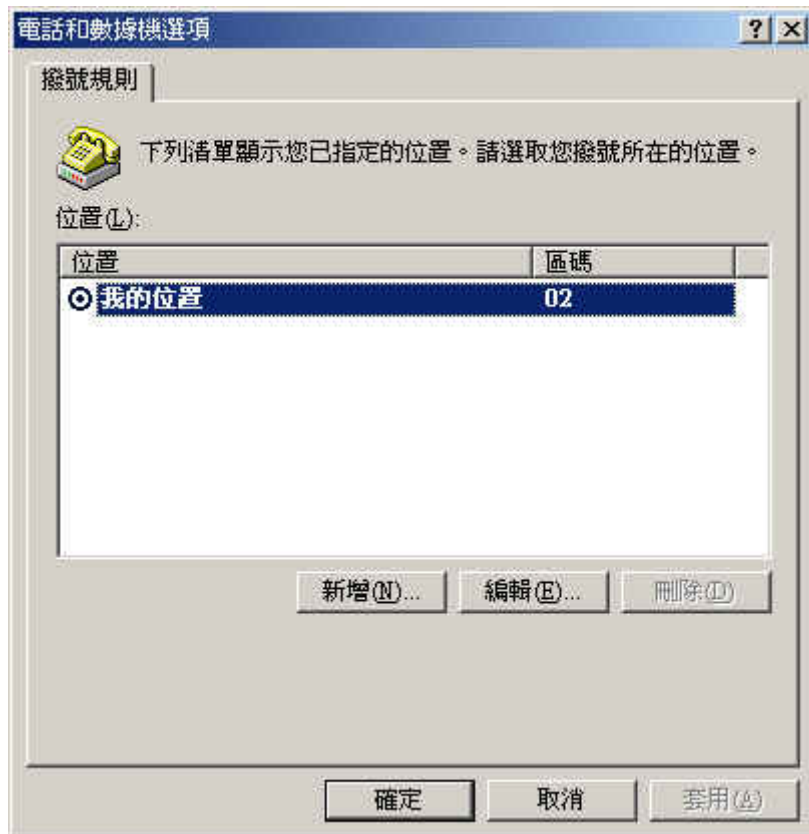 電話和數據機選項
撥號規則
下列清單顯示您已指定的位置。請選取您撥號所在的位置。
位置(L):
位置 區碼
我的位置 02
新增(N)... 編輯(E)... 刪除(D)
確定 取消 套用(A)